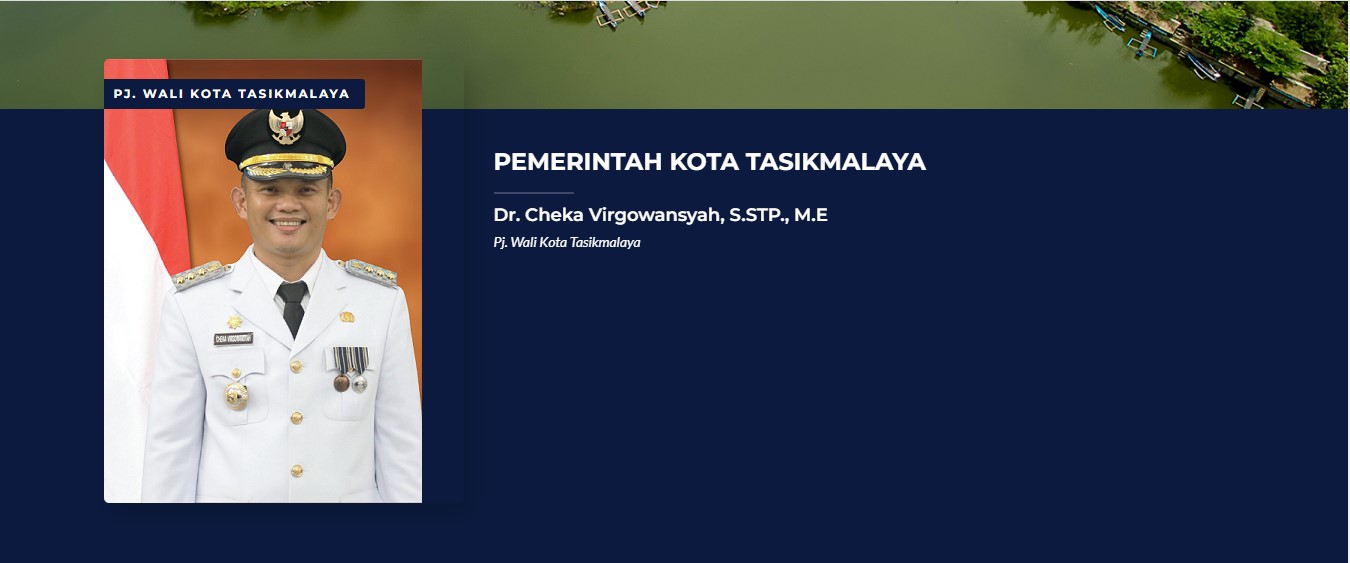 PJ. WALI KOTA TASIKMALAYA
PEMERINTAH KOTA TASIKMALAYA
Dr. Cheka Virgowansyah, S.STP., M.E
Pj. Wali Kota Tasikmalaya
CHEKA VIRGOWANSYAH